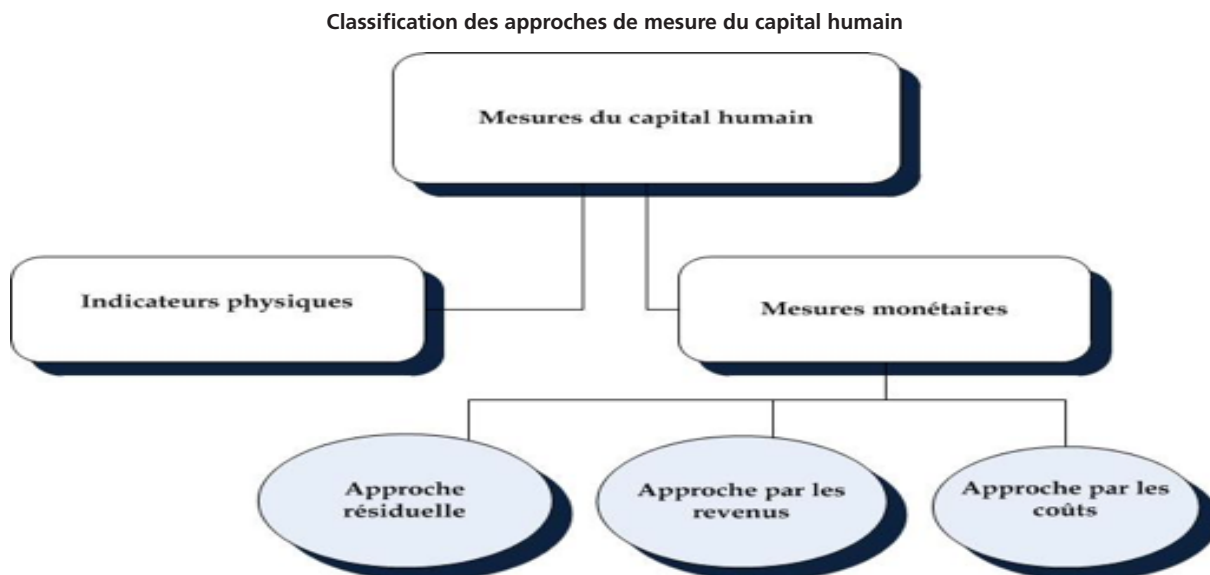 Classification des approches de mesure du capital humain
Mesures du capital humain
Indicateurs physiques
Mesures monétaires
Approche
résiduelle
Approche par les
revenus
Approche par les
coûts